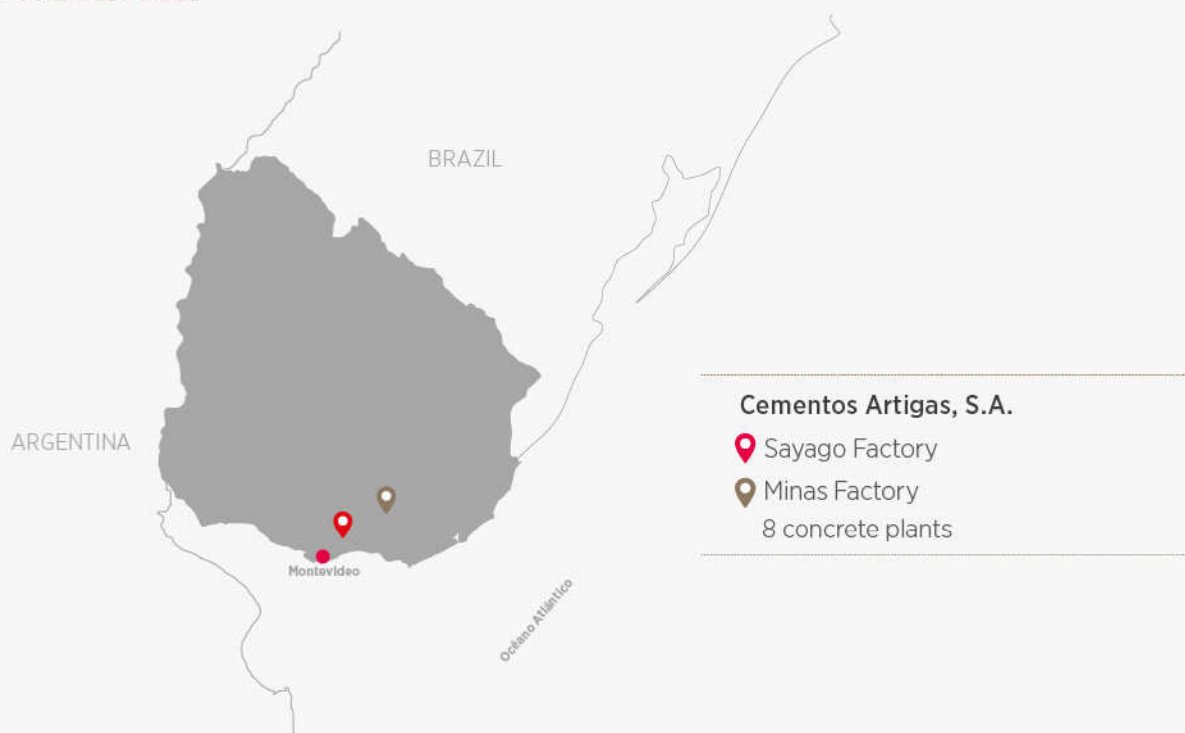 BRAZIL
ARGENTINA
Montevideo
Océano Atlántico
Cementos Artigas, S.A.
Sayago Factory
Minas Factory
8 concrete plants